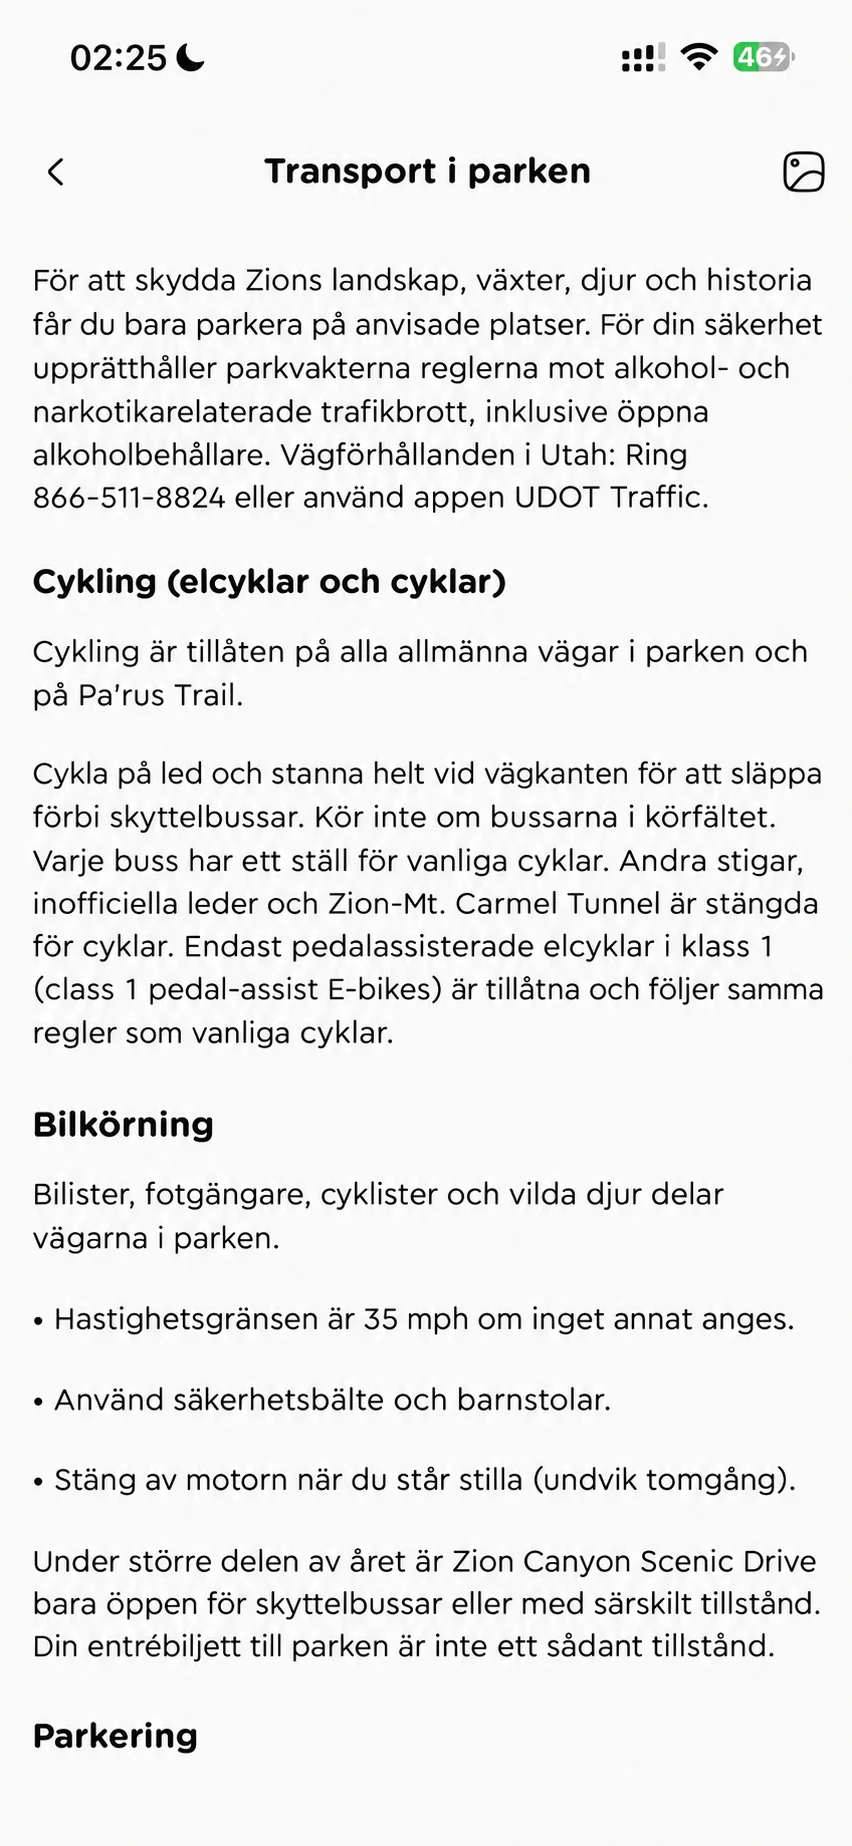 02:25
46
Transport i parken
För att skydda Zions landskap, växter, djur och historia
får du bara parkera på anvisade platser. För din säkerhet
upprätthåller parkvakterna reglerna mot alkohol- och
narkotikarelaterade trafikbrott, inklusive öppna
alkoholbehållare. Vägförhållanden i Utah: Ring
866-511-8824 eller använd appen UDOT Traffic.
Cykling (elcyklar och cyklar)
Cykling är tillåten på alla allmänna vägar i parken och
på Pa'rus Trail.
Cykla på led och stanna helt vid vägkanten för att släppa
förbi skyttelbussar. Kör inte om bussarna i körfältet.
Varje buss har ett ställ för vanliga cyklar. Andra stigar,
inofficiella leder och Zion-Mt. Carmel Tunnel är stängda
för cyklar. Endast pedalassisterade elcyklar i klass 1
(class 1 pedal-assist E-bikes) är tillåtna och följer samma
regler som vanliga cyklar.
Bilkörning
Bilister, fotgängare, cyklister och vilda djur delar
vägarna i parken.
• Hastighetsgränsen är 35 mph om inget annat anges.
• Använd säkerhetsbälte och barnstolar.
• Stäng av motorn när du står stilla (undvik tomgång).
Under större delen av året är Zion Canyon Scenic Drive
bara öppen för skyttelbussar eller med särskilt tillstånd.
Din entrébiljett till parken är inte ett sådant tillstånd.
Parkering